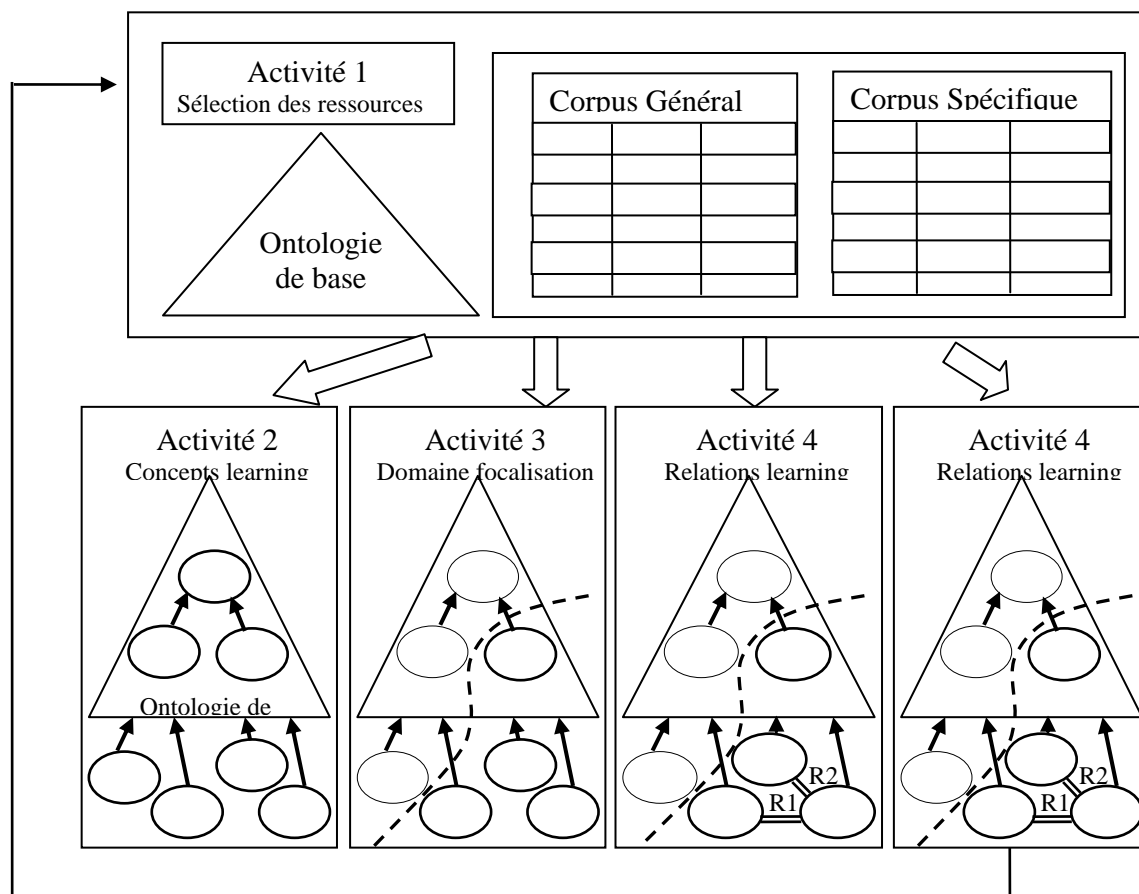 Activité 1
Sélection des ressources
Ontologie
de base
Corpus Général
Corpus Spécifique
Activité 2
Concepts learning
Ontologie de
Activité 3
Domaine focalisation
Activité 4
Relations learning
R2
R1
Activité 4
Relations learning
R2
R1